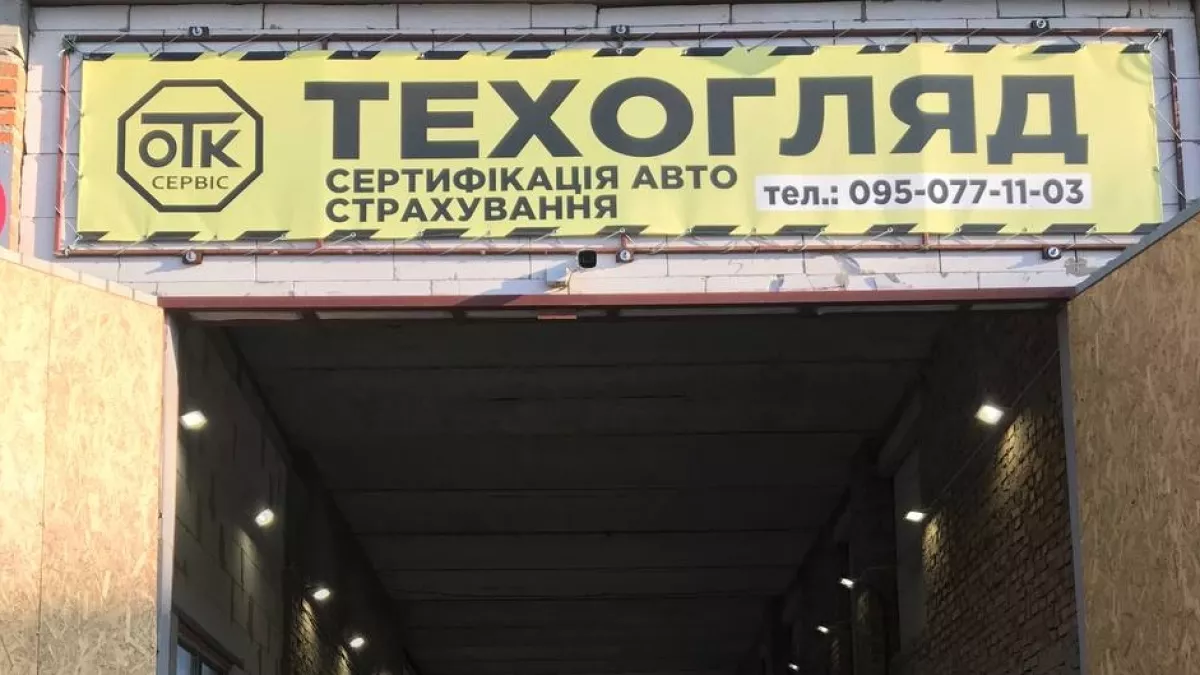 ОТК
СЕРВІС
ТЕХОГЛЯД
СЕРТИФІКАЦІЯ АВТО
СТРАХУВАННЯ
тел.: 095-077-11-03